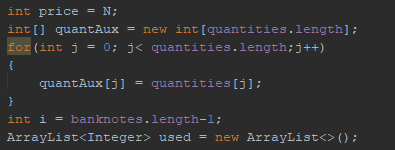 int price = N;
int[] quantAux = new int[quantities.length];
for(int j = 0; j< quantities.length;j++)
{
quantAux[j] = quantities[j];
}
int i = banknotes.length-1;
ArrayList<Integer> used = new ArrayList<>();